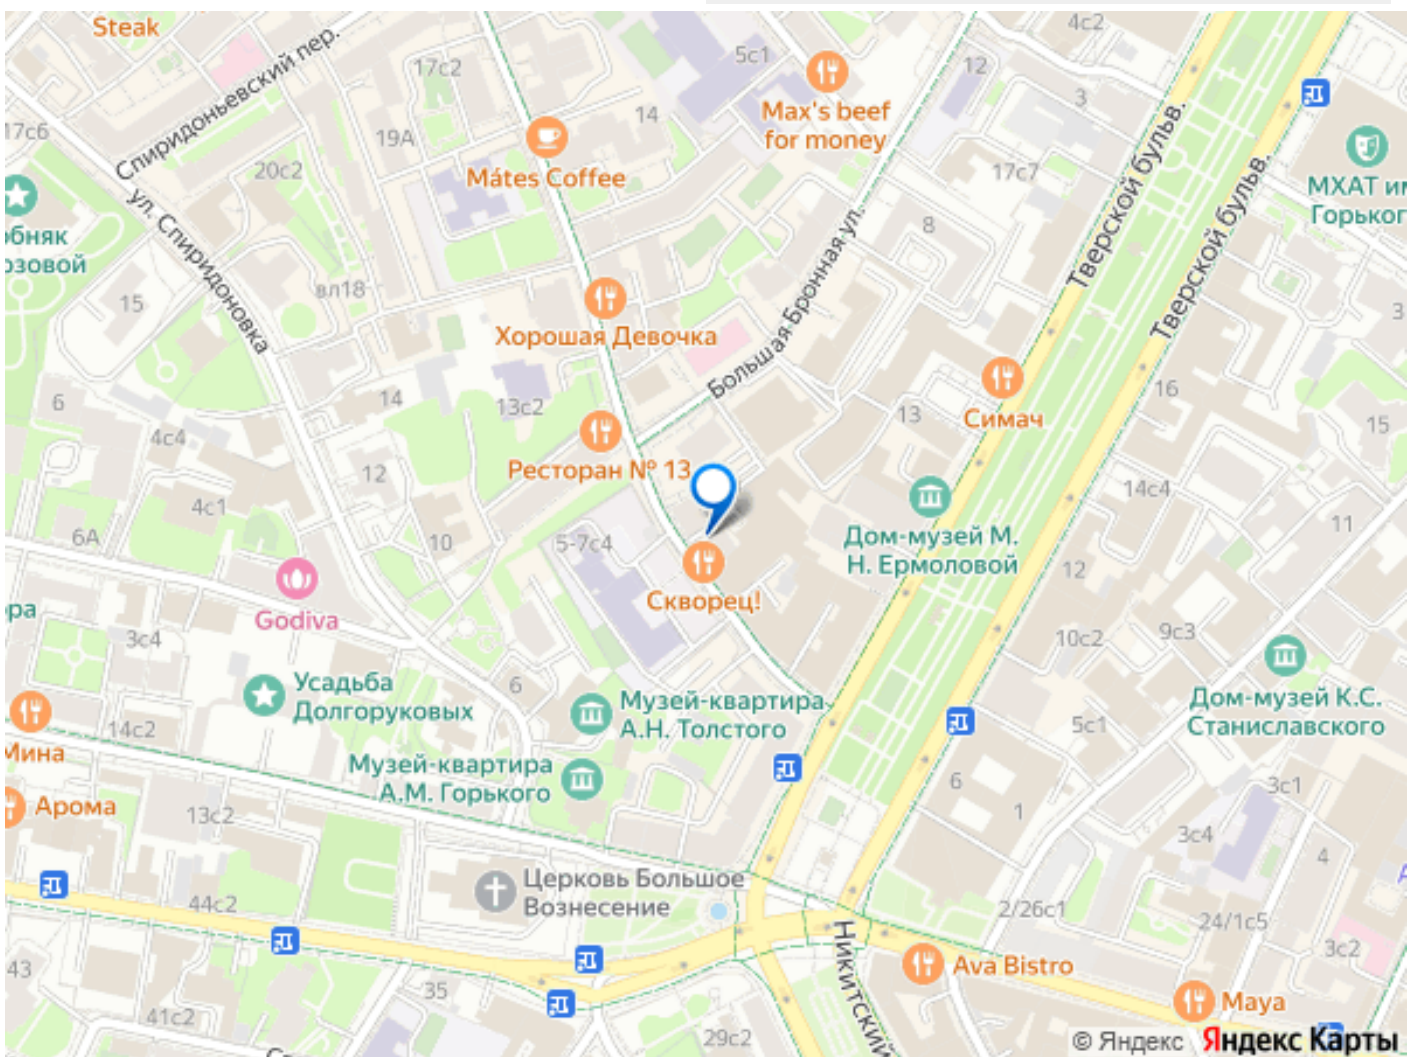 Steak
4с2
Спиридоньевский пер.
17с2
5с1
12
3
Max's beef
for money
14
17с6
19А
20с2
Mátes Coffee
17с7
Тверской бульв.
Тверской бульв.
МХАТ им
Горьког
ул. Спиридоновка
обняк
озовой
8
15
вл18
Большая Бронная ул.
3
Хорошая Девочка
16
6
14
13с2
13
Симач
15
4с4
12
Ресторан № 13
14с4
4с1
11
6А
10
5-7с4
Дом-музей М.
Н. Ермоловой
12
Скворец!
Godiva
ора
3с4
10с2
9с3
6
Усадьба
Долгоруковых
Музей-квартира
А.Н. Толстого
Дом-музей К.С.
Станиславского
14с2
5с1
Мина
Музей-квартира
А.М. Горького
6
3с1
Арома
13с2
1
3с4
4
Церковь Большое
Вознесение
44с2
2/26с1
24/1с5
Никитский
3с2
43
Ava Bistro
35
Maya
41с2
29с2
© Яндекс
Яндекс Карты